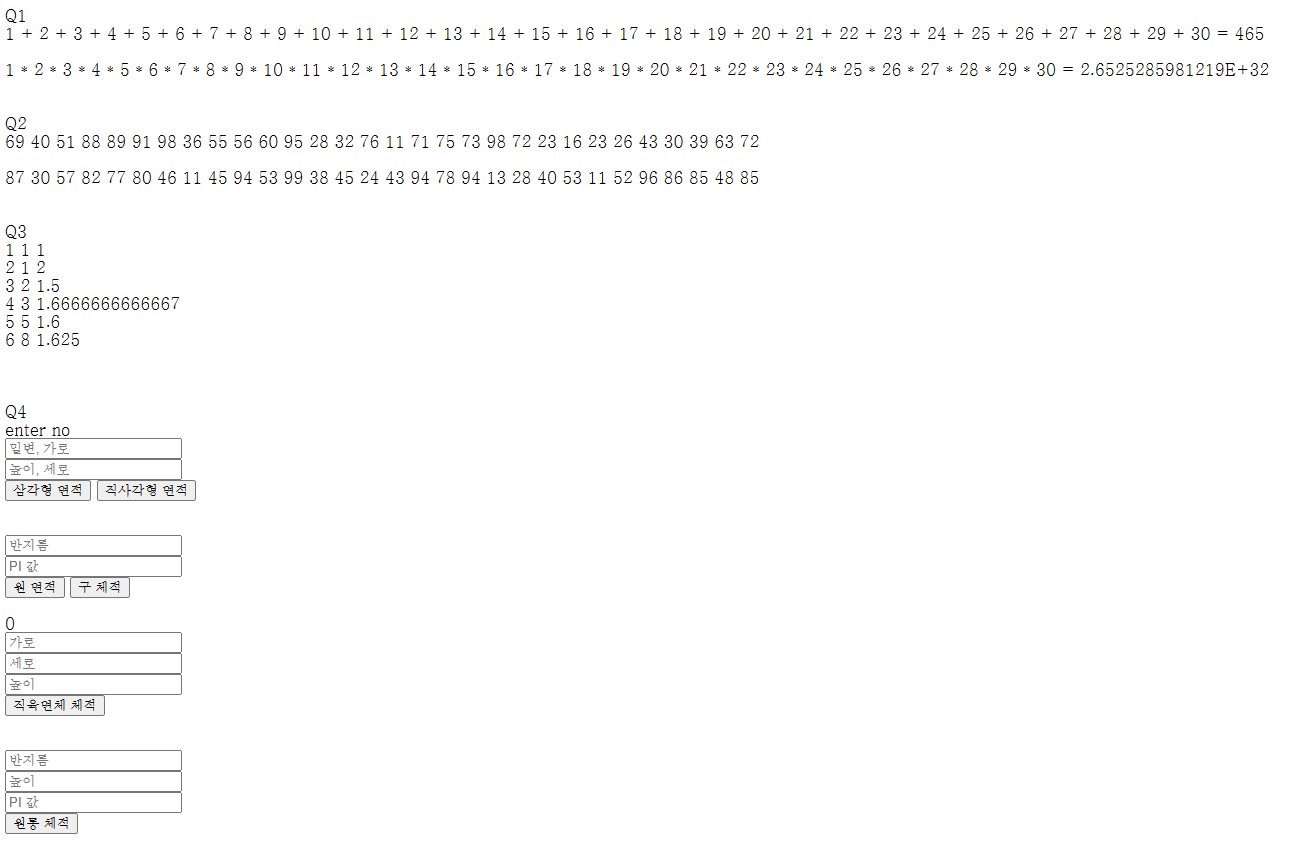 Q1
1 + 2 + 3 + 4 + 5 + 6 + 7 + 8 + 9 + 10 + 11 + 12 + 13 + 14 + 15 + 16 + 17 + 18 + 19 + 20 + 21 + 22 + 23 + 24 + 25 + 26 + 27 + 28 + 29 + 30 = 465
1 * 2 * 3 * 4 * 5 * 6 * 7 * 8 * 9 * 10 * 11 * 12 * 13 * 14 * 15 * 16 * 17 * 18 * 19 * 20 * 21 * 22 * 23 * 24 * 25 * 26 * 27 * 28 * 29 * 30 = 2.6525285981219E+32
Q2
69 40 51 88 89 91 98 36 55 56 60 95 28 32 76 11 71 75 73 98 72 23 16 23 26 43 30 39 63 72
87 30 57 82 77 80 46 11 45 94 53 99 38 45 24 43 94 78 94 13 28 40 53 11 52 96 86 85 48 85
Q3
1 1 1
2 1 2
3 2 1.5
4 3 1.6666666666667
5 5 1.6
6 8 1.625
Q4
enter no
밑변, 가로
높이, 세로
삼각형 면적 직사각형 면적
반지름
PI 값
원 면적 구 체적
0
가로
세로
높이
직육면체 체적
반지름
높이
PI 값
원통 체적